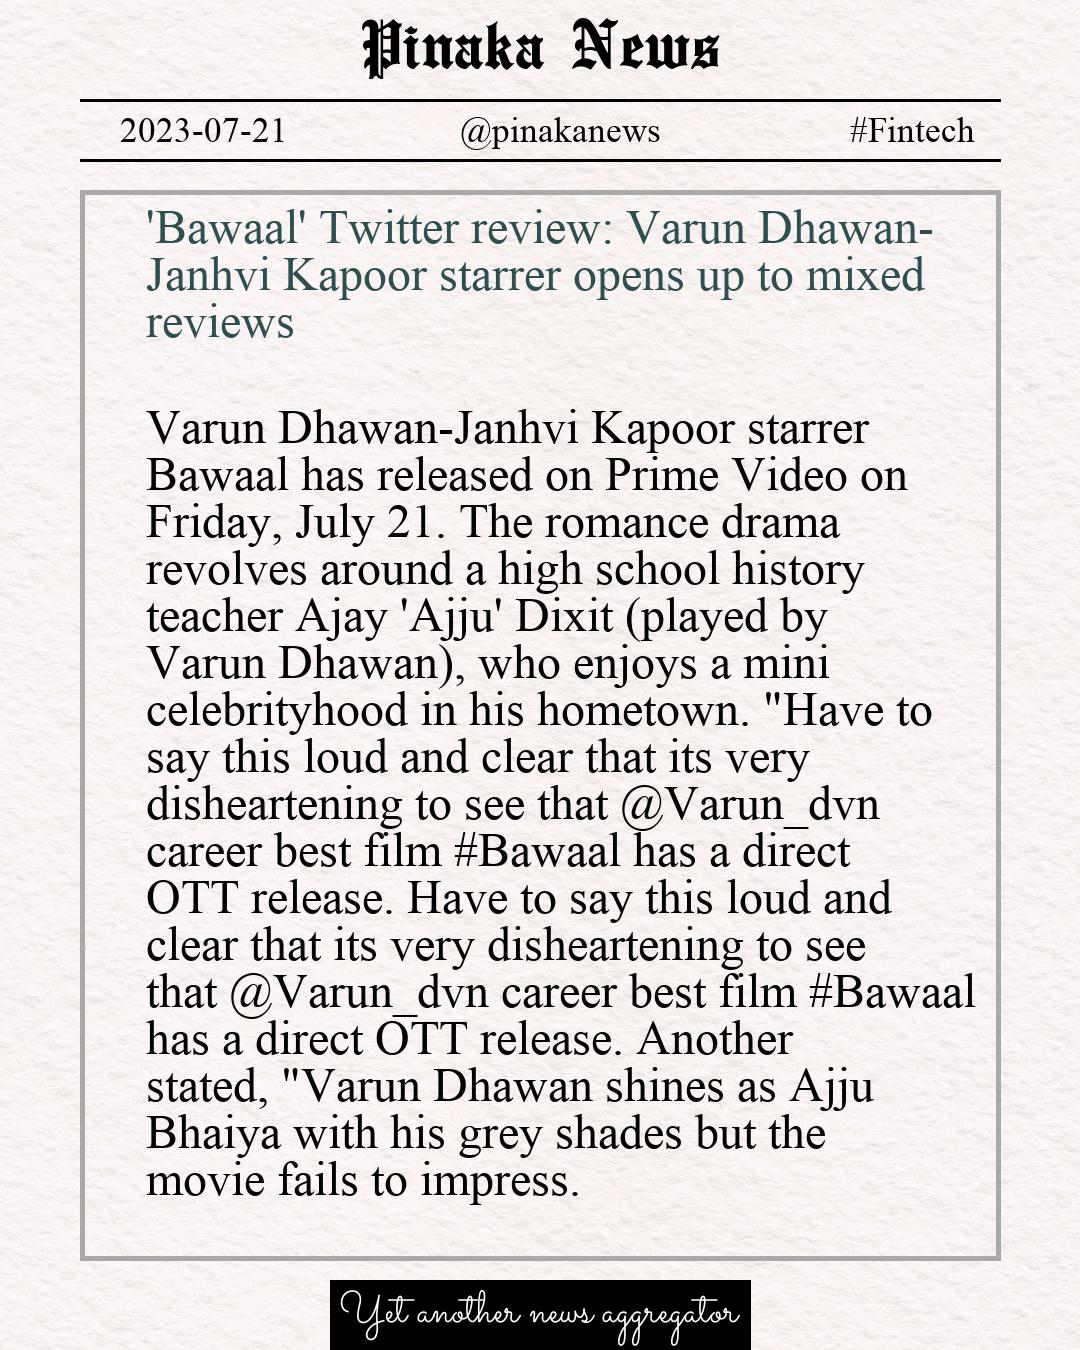 Pinaka News
2023-07-21 @pinakanews #Fintech
'Bawaal' Twitter review: Varun Dhawan-
Janhvi Kapoor starrer opens up to mixed
reviews
Varun Dhawan-Janhvi Kapoor starrer
Bawaal has released on Prime Video on
Friday, July 21. The romance drama
revolves around a high school history
teacher Ajay 'Ajju' Dixit (played by
Varun Dhawan), who enjoys a mini
celebrityhood in his hometown. "Have to
say this loud and clear that its very
disheartening to see that @Varun_dvn
career best film #Bawaal has a direct
OTT release. Have to say this loud and
clear that its very disheartening to see
that @Varun_dvn career best film #Bawaal
has a direct OTT release. Another
stated, "Varun Dhawan shines as Ajju
Bhaiya with his grey shades but the
movie fails to impress.
Yet another news aggregator